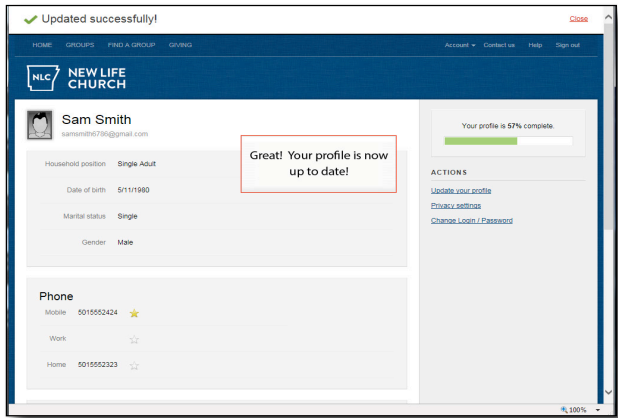 Updated successfully!
Close
HOME GROUPS FIND A GROUP GIVING
Account Contact us Help Sign out
NLC NEW LIFE
CHURCH
Sam Smith
samsmith6786@gmail.com
Your profile is 57% complete.
Great! Your profile is now
up to date!
Household position Single Adult
Date of birth 5/11/1980
Marital status Single
Gender Male
ACTIONS
Update your profile
Privacy settings
Change Login / Password
Phone
Mobile 5015552424
Work
Home 5015552323
100%